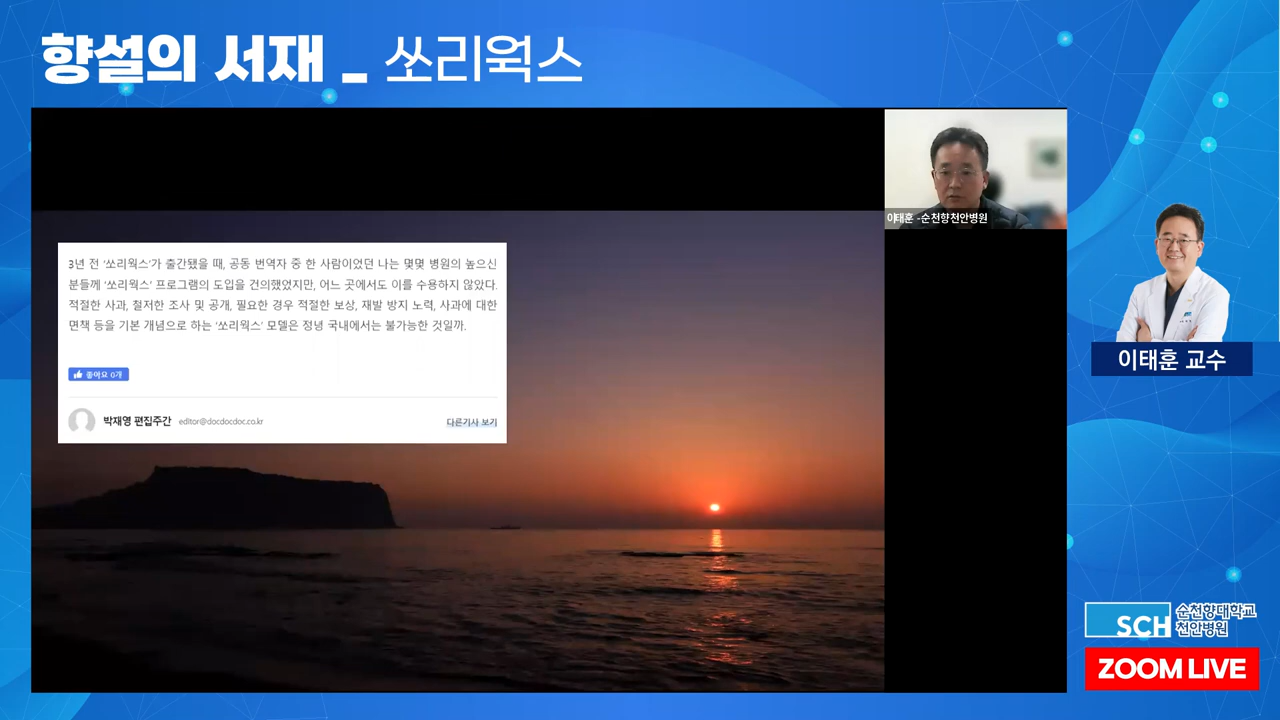 향설의 서재 _ 쏘리웍스
이태훈 -순천향천안병원
3년 전 ‘쏘리웍스’가 출간됐을 때, 공동 번역자 중 한 사람이었던 나는 몇몇 병원의 높으신
분들께 ‘쏘리웍스’ 프로그램의 도입을 건의했었지만, 어느 곳에서도 이를 수용하지 않았다.
적절한 사과, 철저한 조사 및 공개, 필요한 경우 적절한 보상, 재발 방지 노력, 사과에 대한
면책 등을 기본 개념으로 하는 ‘쏘리웍스’ 모델은 정녕 국내에서는 불가능한 것일까.
좋아요 0개
박재영 편집주간 editor@docdocdoc.co.kr 다른기사 보기
이태훈 교수
SCH 순천향대학교
천안병원
ZOOM LIVE